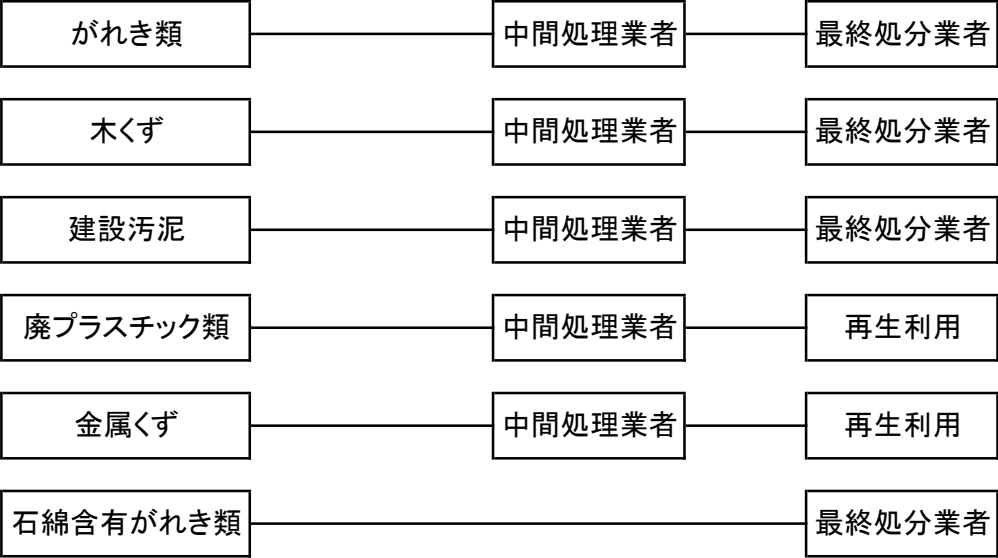 がれき類 中間処理業者 最終処分業者
木くず 中間処理業者 最終処分業者
建設汚泥 中間処理業者 最終処分業者
廃プラスチック類 中間処理業者 再生利用
金属くず 中間処理業者 再生利用
石綿含有がれき類 最終処分業者